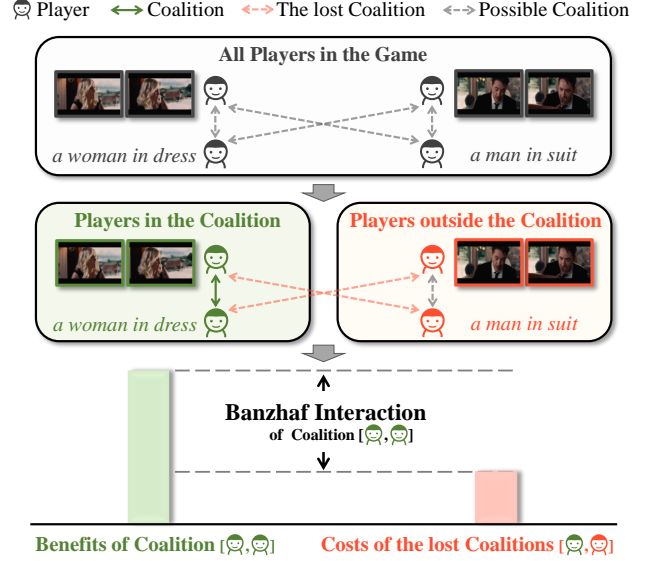 Player Coalition The lost Coalition Possible Coalition
All Players in the Game
a woman in dress a man in suit
Players in the Coalition Players outside the Coalition
a woman in dress a man in suit
Banzhaf Interaction
of Coalition [ , ]
Benefits of Coalition [ , ] Costs of the lost Coalitions [ , ]